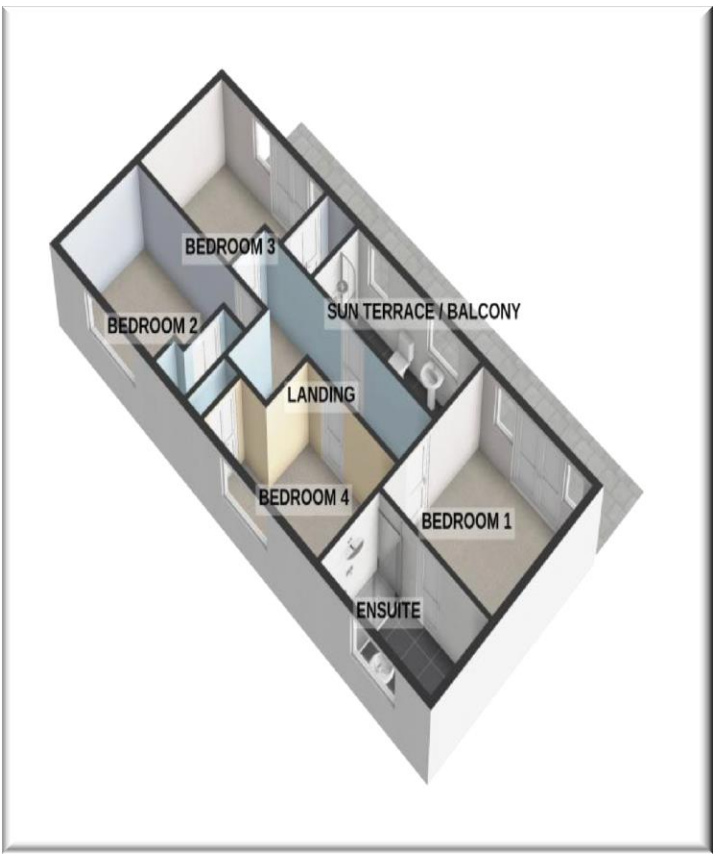 BEDROOM 3
SUN TERRACE / BALCONY
BEDROOM 2
LANDING
BEDROOM 4
BEDROOM 1
ENSUITE